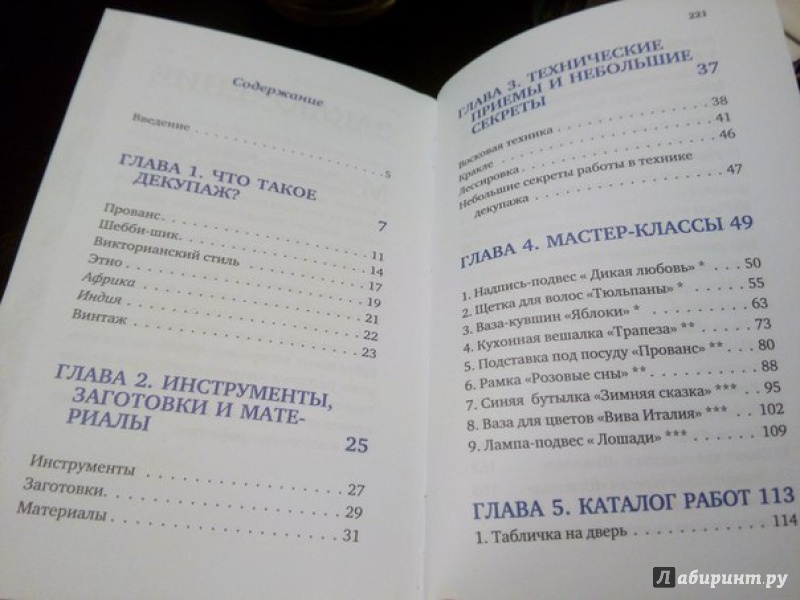 Содержание
Введение . . . . . . . . . . . . . . . . . . . . 5
ГЛАВА 1. ЧТО ТАКОЕ
ДЕКУПАЖ? 7
Прованс. . . . . . . . . . . . . . . . . . . . . 11
Шебби-шик. . . . . . . . . . . . . . . . . . . . 14
Викторианский стиль . . . . . . . . . . . . . 17
Этно . . . . . . . . . . . . . . . . . . . . . . 19
Африка . . . . . . . . . . . . . . . . . . . . . 21
Индия . . . . . . . . . . . . . . . . . . . . . . 22
Винтаж . . . . . . . . . . . . . . . . . . . . . 23
ГЛАВА 2. ИНСТРУМЕНТЫ,
ЗАГОТОВКИ И МАТЕ-
РИАЛЫ 25
Инструменты . . . . . . . . . . . . . . . . . 27
Заготовки. . . . . . . . . . . . . . . . . . . . 29
Материалы . . . . . . . . . . . . . . . . . . . 31
221
ГЛАВА 3. ТЕХНИЧЕСКИЕ
ПРИЕМЫ И НЕБОЛЬШИЕ
СЕКРЕТЫ 37
Восковая техника . . . . . . . . . . . . . . . 38
Кракле . . . . . . . . . . . . . . . . . . . . . 41
Лессировка . . . . . . . . . . . . . . . . . . . 46
Небольшие секреты работы в технике
декупажа . . . . . . . . . . . . . . . . . . . . 47
ГЛАВА 4. МАСТЕР-КЛАССЫ 49
1. Надпись-подвес « Дикая любовь» * . . . . 50
2. Щетка для волос «Тюльпаны» * . . . . . . 55
3. Ваза-кувшин «Яблоки» * . . . . . . . . . . 63
4. Кухонная вешалка «Трапеза» ** . . . . . . 73
5. Подставка под посуду «Прованс» ** . . . . 80
6. Рамка «Розовые сны» ** . . . . . . . . . . . 88
7. Синяя бутылка «Зимняя сказка» *** . . . 95
8. Ваза для цветов «Вива Италия» *** . . . 102
9. Лампа-подвес « Лошади» *** . . . . . . . . 109
ГЛАВА 5. КАТАЛОГ РАБОТ 113
1. Табличка на дверь . . . . . . . . . . . . . . 114
Лабиринт.ру